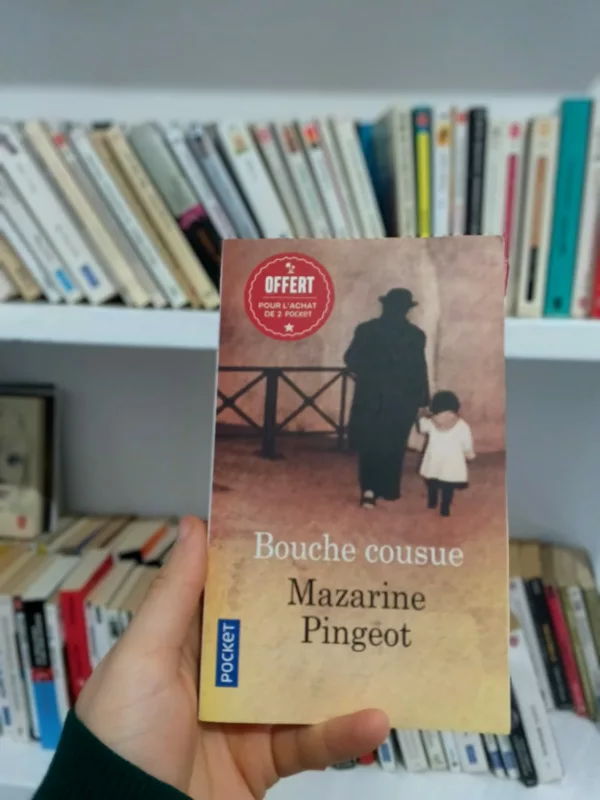 OFFERT
POUR L'ACHAT
DE 2 POCKET
Bouche cousue
Mazarine
Pingeot
POCKET